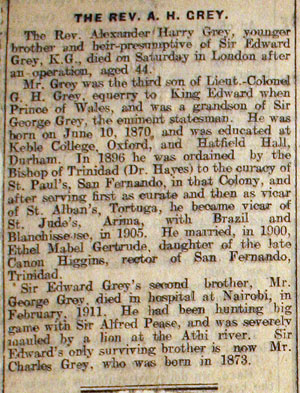 THE REV. A. H. GREY.
The Rev. Alexander Harry Grey, younger
brother and heir-presumptive of Sir Edward
Grey, K.G., died on Saturday in London after
an operation, aged 44.
Mr. Grey was the third son of Lieut.-Colonel
G. H. Grey, equerry to King Edward when
Prince of Wales, and was a grandson of Sir
George Grey, the eminent statesman. He was
born on June 10, 1870, and was educated at
Keble College, Oxford, and Hatfield Hall,
Durham. In 1896 he was ordained by the
Bishop of Trinidad (Dr. Hayes) to the curacy of
St. Paul's, San Fernando, in that Colony, and
after serving first as curate and then as vicar
of St. Alban's, Tortuga, he became vicar of
St. Jude's, Arima, with Brazil and
Blanchisseuse, in 1905. He married, in 1900,
Ethel Mabel Gertrude, daughter of the late
Canon Higgins, rector of San Fernando,
Trinidad.
Sir Edward Grey's second brother, Mr.
George Grey, died in hospital at Nairobi, in
February, 1911. He had been hunting big
game with Sir Alfred Pease, and was severely
mauled by a lion at the Athi river. Sir
Edward's only surviving brother is now Mr.
Charles Grey, who was born in 1873.